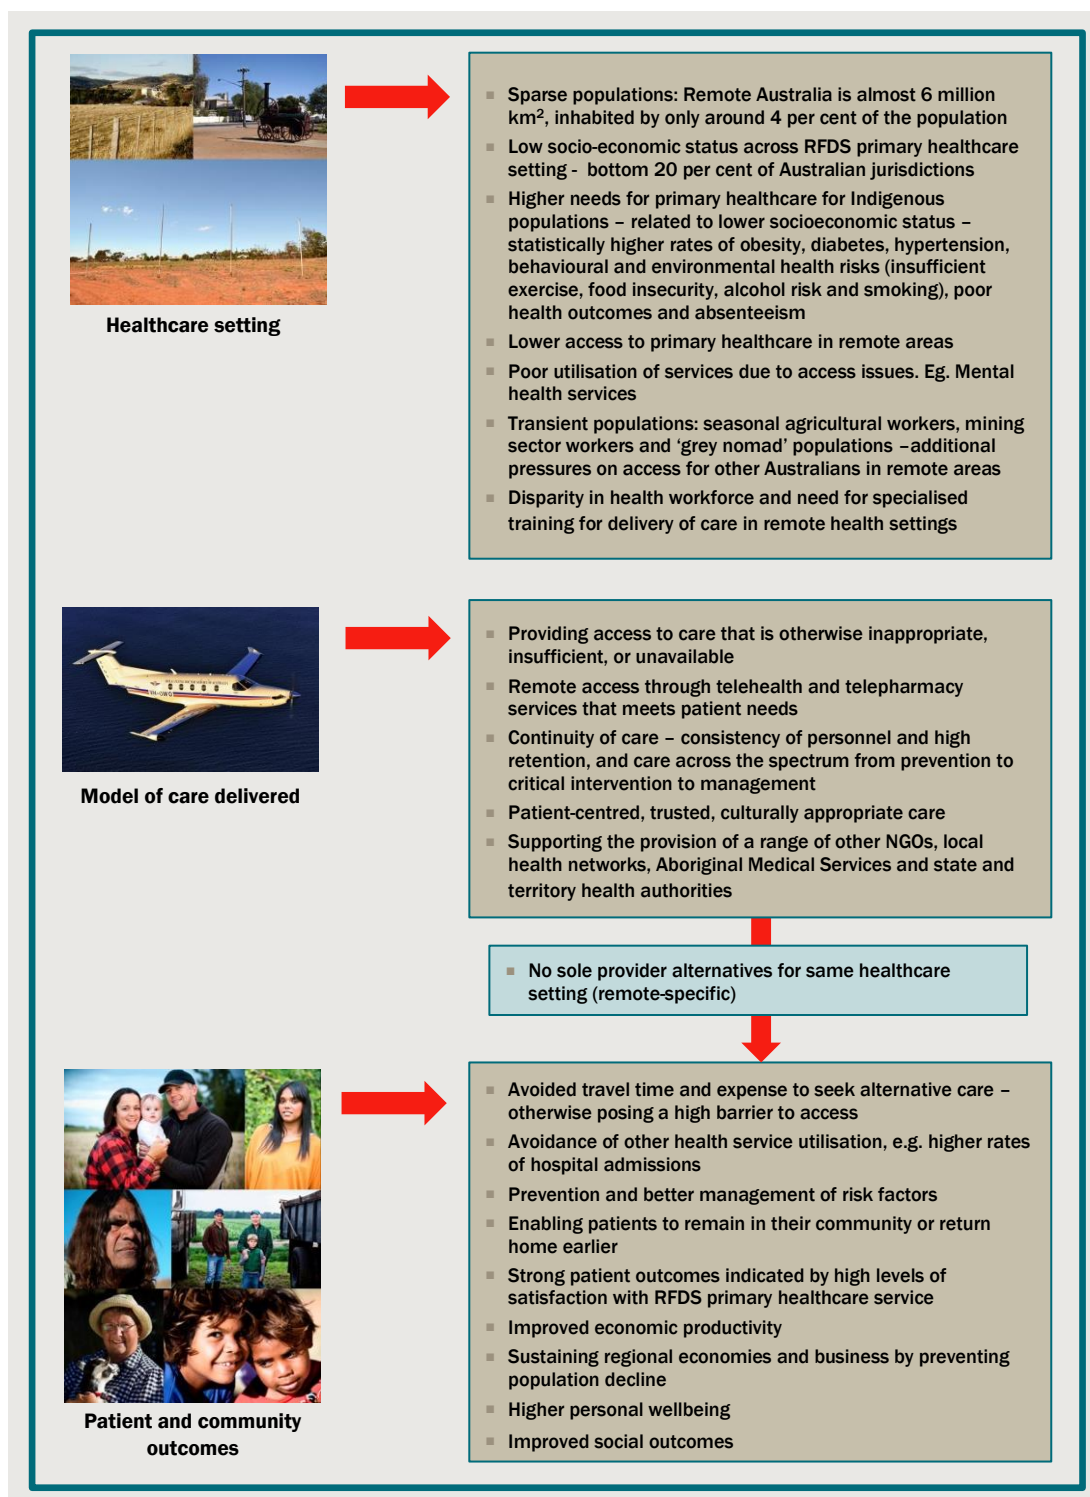 Healthcare setting
▪ Sparse populations: Remote Australia is almost 6 million
km², inhabited by only around 4 per cent of the population
▪ Low socio-economic status across RFDS primary healthcare
setting - bottom 20 per cent of Australian jurisdictions
▪ Higher needs for primary healthcare for Indigenous
populations – related to lower socioeconomic status –
statistically higher rates of obesity, diabetes, hypertension,
behavioural and environmental health risks (insufficient
exercise, food insecurity, alcohol risk and smoking), poor
health outcomes and absenteeism
▪ Lower access to primary healthcare in remote areas
▪ Poor utilisation of services due to access issues. Eg. Mental
health services
▪ Transient populations: seasonal agricultural workers, mining
sector workers and ‘grey nomad’ populations –additional
pressures on access for other Australians in remote areas
▪ Disparity in health workforce and need for specialised
training for delivery of care in remote health settings
VH-GWO
Model of care delivered
▪ Providing access to care that is otherwise inappropriate,
insufficient, or unavailable
▪ Remote access through telehealth and telepharmacy
services that meets patient needs
▪ Continuity of care – consistency of personnel and high
retention, and care across the spectrum from prevention to
critical intervention to management
▪ Patient-centred, trusted, culturally appropriate care
▪ Supporting the provision of a range of other NGOs, local
health networks, Aboriginal Medical Services and state and
territory health authorities
▪ No sole provider alternatives for same healthcare
setting (remote-specific)
Patient and community
outcomes
▪ Avoided travel time and expense to seek alternative care –
otherwise posing a high barrier to access
▪ Avoidance of other health service utilisation, e.g. higher rates
of hospital admissions
▪ Prevention and better management of risk factors
▪ Enabling patients to remain in their community or return
home earlier
▪ Strong patient outcomes indicated by high levels of
satisfaction with RFDS primary healthcare service
▪ Improved economic productivity
▪ Sustaining regional economies and business by preventing
population decline
▪ Higher personal wellbeing
▪ Improved social outcomes